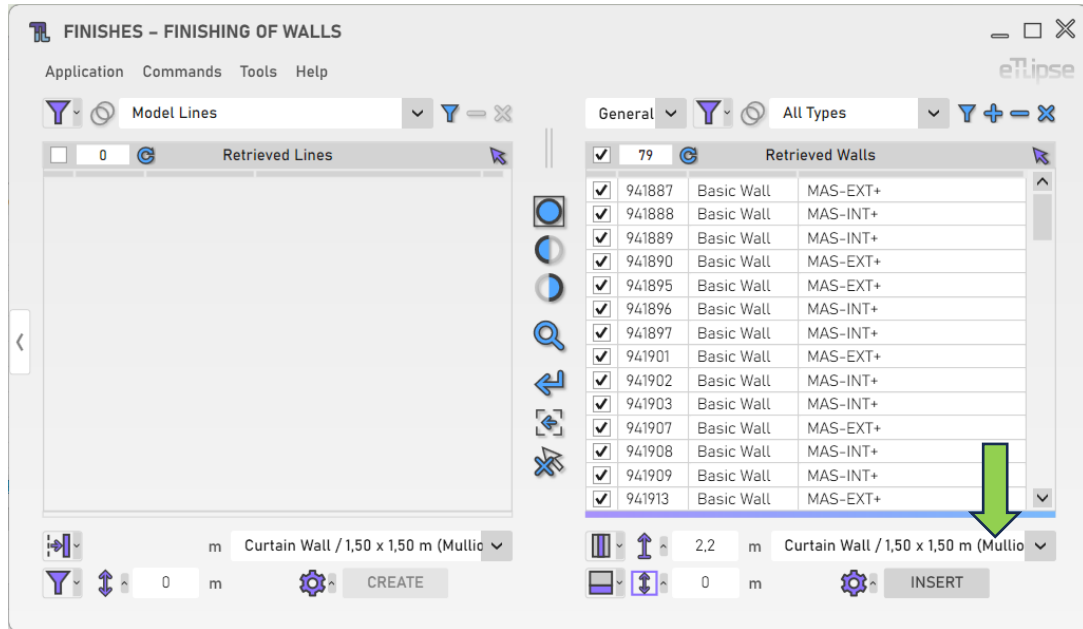 FINISHES – FINISHING OF WALLS
Application Commands Tools Help
eTLipse
Model Lines
General All Types
0 Retrieved Lines
79 Retrieved Walls
941887 Basic Wall MAS-EXT+
941888 Basic Wall MAS-INT+
941889 Basic Wall MAS-INT+
941890 Basic Wall MAS-EXT+
941895 Basic Wall MAS-EXT+
941896 Basic Wall MAS-INT+
941897 Basic Wall MAS-INT+
941901 Basic Wall MAS-EXT+
941902 Basic Wall MAS-INT+
941903 Basic Wall MAS-INT+
941907 Basic Wall MAS-EXT+
941908 Basic Wall MAS-INT+
941909 Basic Wall MAS-INT+
941913 Basic Wall MAS-EXT+
m Curtain Wall / 1,50 x 1,50 m (Mullio
0 m CREATE
2,2 m Curtain Wall / 1,50 x 1,50 m (Mullio
0 m INSERT